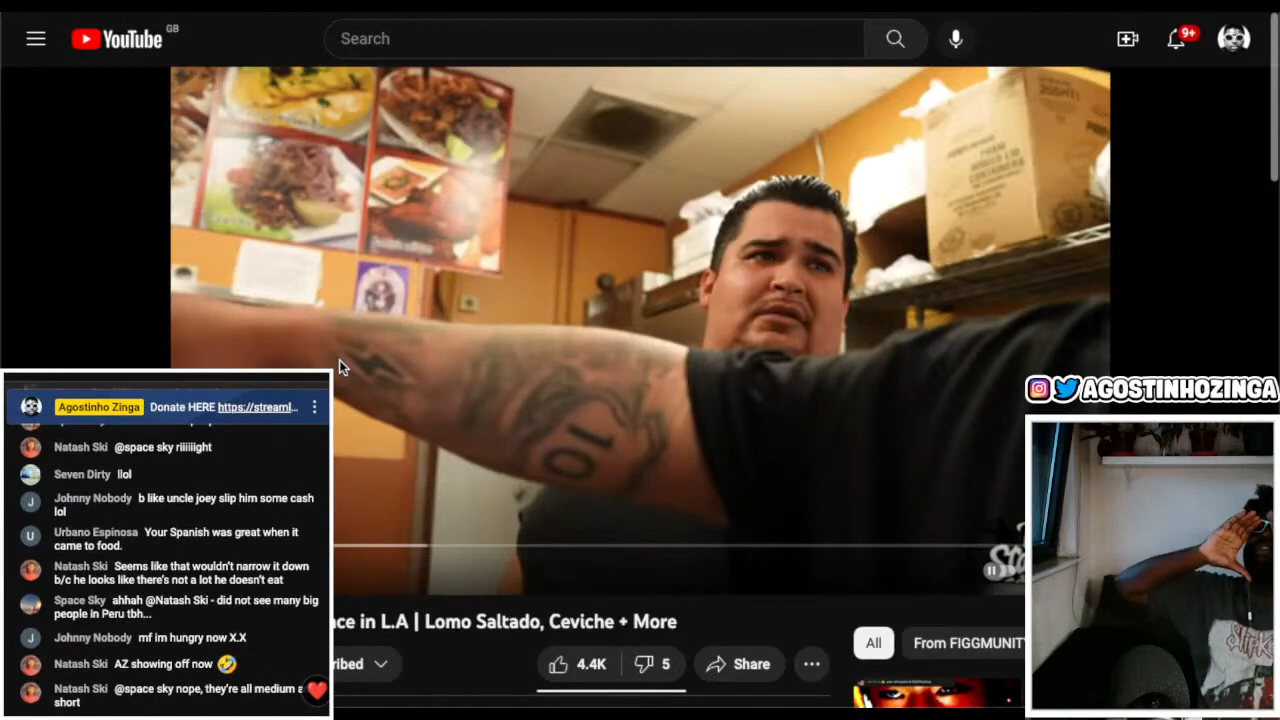 YouTube GB
Search
9+
10
AGOSTINHOZINGA
Agostinho Zinga Donate HERE https://streaml...
Natash Ski @space sky riiiiiight
Seven Dirty llol
Johnny Nobody b like uncle joey slip him some cash
lol
Urbano Espinosa Your Spanish was great when it
came to food.
Natash Ski Seems like that wouldn't narrow it down
b/c he looks like there's not a lot he doesn't eat
Space Sky ahhah @Natash Ski - did not see many big
people in Peru tbh...
Johnny Nobody mf im hungry now X.X
Natash Ski AZ showing off now 🤣
Natash Ski @space sky nope, they're all medium a
short
ce in L.A | Lomo Saltado, Ceviche + More
ribed
4.4K
5
Share
All
From FIGGMUNIT